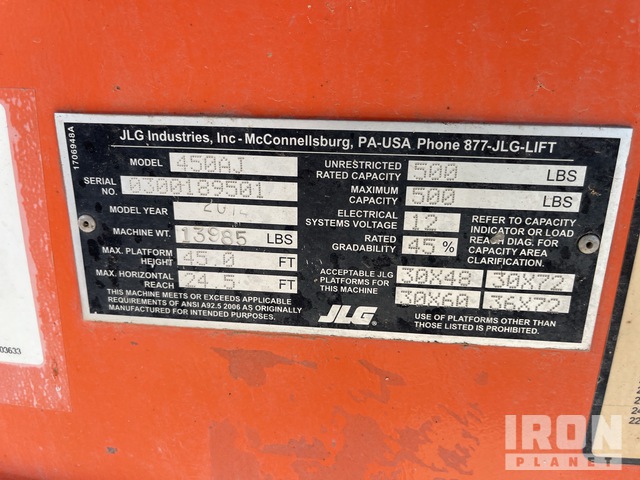 1706948A
JLG Industries, Inc - McConnellsburg, PA-USA Phone 877-JLG-LIFT
MODEL 450AJ
SERIAL NO. 0300189501
MODEL YEAR
MACHINE WT. 13985 LBS
MAX. PLATFORM HEIGHT 45.0 FT
MAX. HORIZONTAL REACH 24.5 FT
THIS MACHINE MEETS OR EXCEEDS APPLICABLE
REQUIREMENTS OF ANSI A92.5 2006 AS ORIGINALLY
MANUFACTURED FOR INTENDED PURPOSES.
UNRESTRICTED RATED CAPACITY 500 LBS
MAXIMUM CAPACITY 500 LBS
ELECTRICAL SYSTEMS VOLTAGE 12
RATED GRADABILITY 45 %
REFER TO CAPACITY
INDICATOR OR LOAD
REACH DIAG. FOR
CAPACITY AREA
CLARIFICATION.
ACCEPTABLE JLG
PLATFORMS FOR
THIS MACHINE
30X48 30X72
30X60 36X72
JLG
USE OF PLATFORMS OTHER THAN
THOSE LISTED IS PROHIBITED.
03633
IRON
PLANET